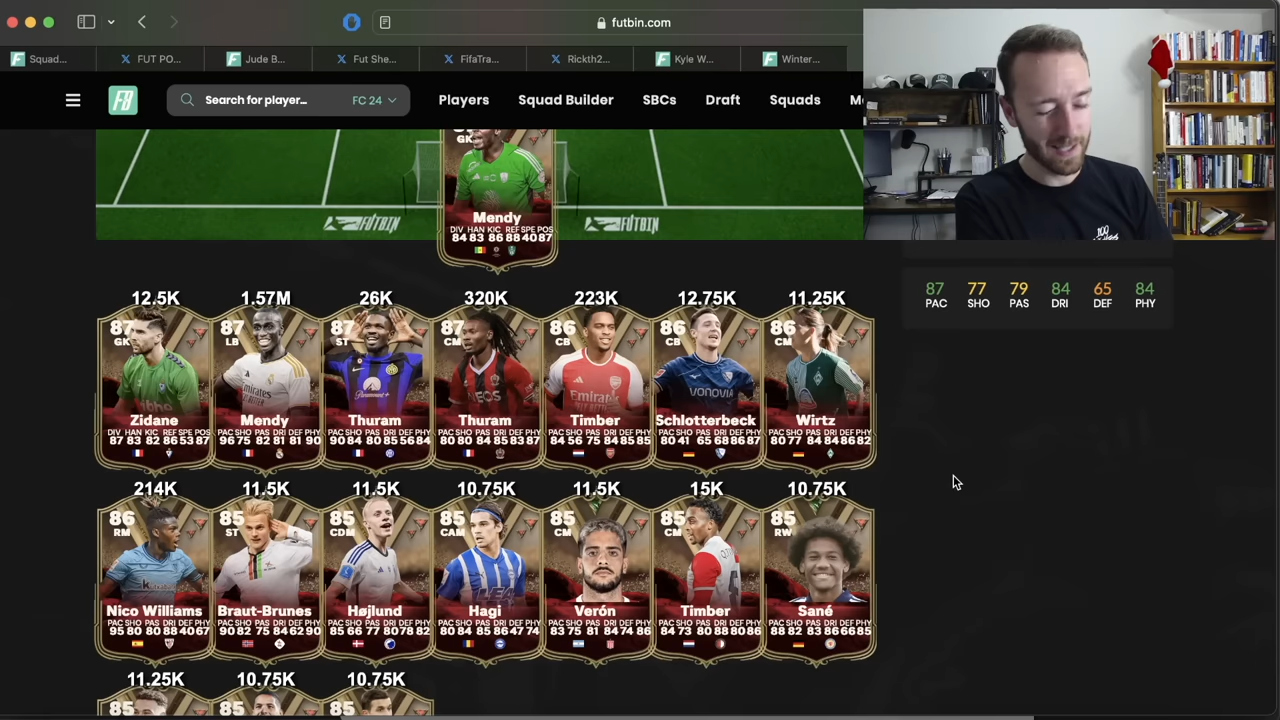 futbin.com
Squad...
FUT PO...
Jude B...
Fut She...
FifaTra...
Rickth2...
Kyle W...
Winter...
FB
Search for player...
FC 24
Players
Squad Builder
SBCs
Draft
Squads
GK
Mendy
DIV HAN KIC REF SPE POS
84 83 86 88 40 87
FUTBIN
FUTBIN
100
87 77 79 84 65 84
PAC SHO PAS DRI DEF PHY
12.5K 1.57M 26K 320K 223K 12.75K 11.25K
87 87 87 87 86 86 86
GK LB ST CM CB CB CM
Zidane Mendy Thuram Thuram Timber Schlotterbeck Wirtz
DIV HAN KIC REF SPE POS PAC SHO PAS DRI DEF PHY PAC SHO PAS DRI DEF PHY PAC SHO PAS DRI DEF PHY PAC SHO PAS DRI DEF PHY PAC SHO PAS DRI DEF PHY PAC SHO PAS DRI DEF PHY
87 83 82 86 53 87 96 75 82 81 81 90 90 84 80 85 56 84 80 80 84 85 83 87 84 56 75 84 85 85 80 41 65 68 86 87 80 77 84 84 86 82
214K 11.5K 11.5K 10.75K 11.5K 15K 10.75K
86 85 85 85 85 85 85
RM ST CDM CAM CM CM RW
Nico Williams Braut-Brunes Højlund Hagi Verón Timber Sané
PAC SHO PAS DRI DEF PHY PAC SHO PAS DRI DEF PHY PAC SHO PAS DRI DEF PHY PAC SHO PAS DRI DEF PHY PAC SHO PAS DRI DEF PHY PAC SHO PAS DRI DEF PHY PAC SHO PAS DRI DEF PHY
95 80 80 88 40 67 90 82 75 84 62 90 85 66 77 80 78 82 80 84 85 86 47 74 83 75 81 84 74 86 84 73 80 88 80 86 88 82 83 86 66 85
11.25K 10.75K 10.75K
85 85 85